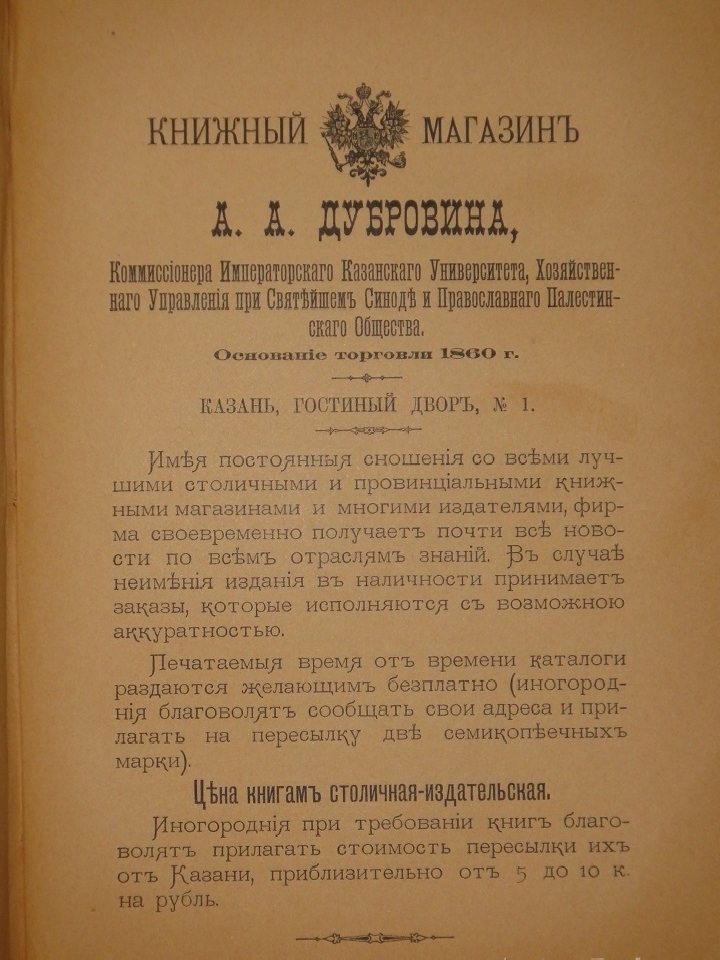 КНИЖНЫЙ МАГАЗИНЪ
А. А. ДУБРОВИНА,
Коммиссіонера Императорскаго Казанскаго Университета, Хозяйствен-
наго Управленія при Святѣйшемъ Синодѣ и Православнаго Палестин-
скаго Общества.
Основаніе торговли 1860 г.
КАЗАНЬ, ГОСТИНЫЙ ДВОРЪ, № 1.
Имѣя постоянныя сношенія со всѣми луч-
шими столичными и провинціальными книж-
ными магазинами и многими издателями, фир-
ма своевременно получаетъ почти всѣ ново-
сти по всѣмъ отраслямъ знаній. Въ случаѣ
неимѣнія изданія въ наличности принимаетъ
заказы, которые исполняются съ возможною
аккуратностью.
Печатаемыя время отъ времени каталоги
раздаются желающимъ безплатно (иногород-
нія благоволятъ сообщать свои адреса и при-
лагать на пересылку двѣ семикопѣечныхъ
марки).
Цѣна книгамъ столичная-издательская.
Иногороднія при требованіи книгъ благо-
волятъ прилагать стоимость пересылки ихъ
отъ Казани, приблизительно отъ 5 до 10 к.
на рубль.